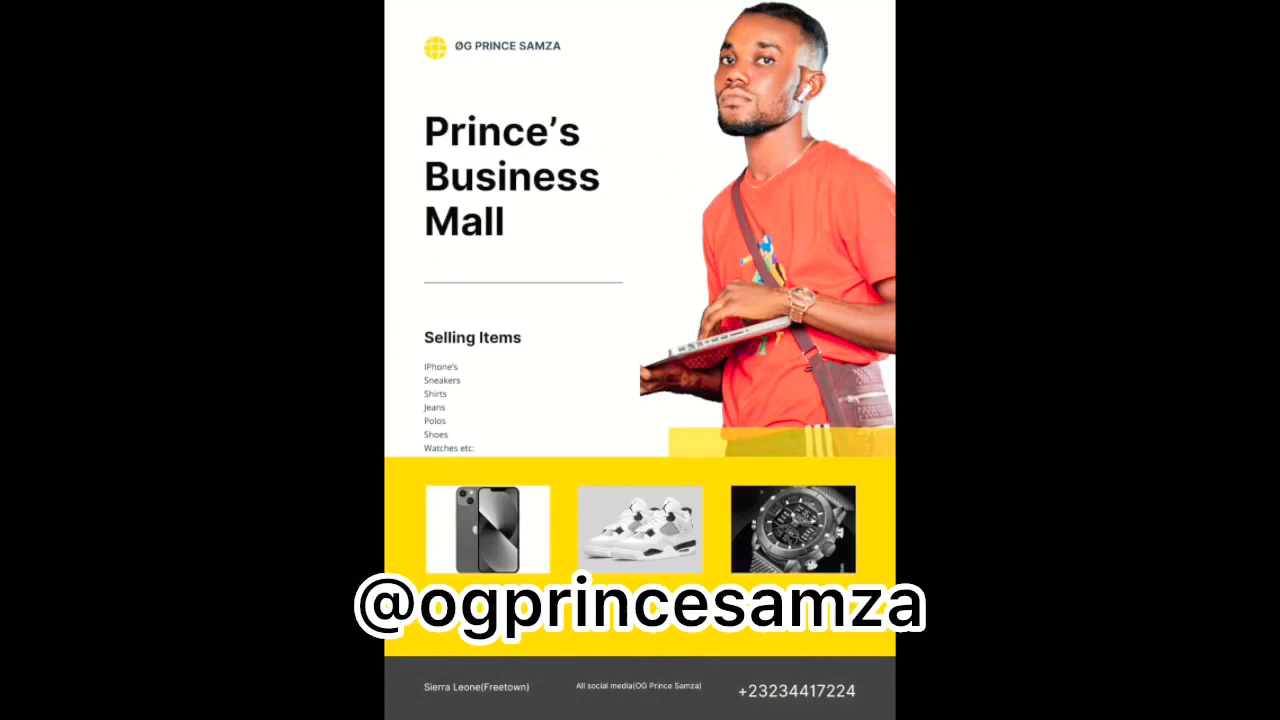 ØG PRINCE SAMZA
Prince’s
Business
Mall
Selling Items
IPhone's
Sneakers
Shirts
Jeans
Polos
Shoes
Watches etc:
@ogprincesamza
Sierra Leone(Freetown)
All social media(OG Prince Samza)
+23234417224